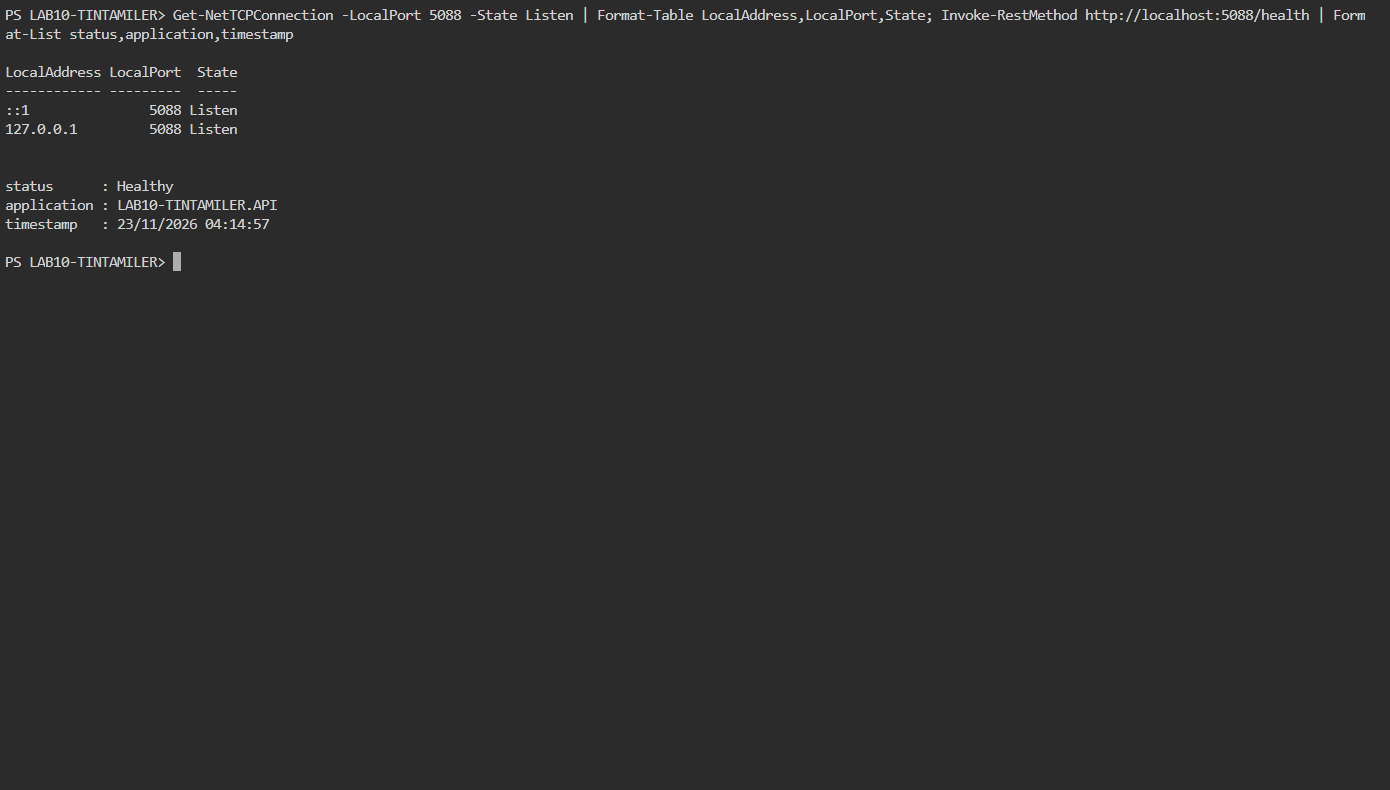 PS LAB10-TINTAMILER> Get-NetTCPConnection -LocalPort 5088 -State Listen | Format-Table LocalAddress,LocalPort,State; Invoke-RestMethod http://localhost:5088/health | Form
at-List status,application,timestamp
LocalAddress LocalPort  State
------------ ---------  -----
::1               5088 Listen
127.0.0.1         5088 Listen
status      : Healthy
application : LAB10-TINTAMILER.API
timestamp   : 23/11/2026 04:14:57
PS LAB10-TINTAMILER>